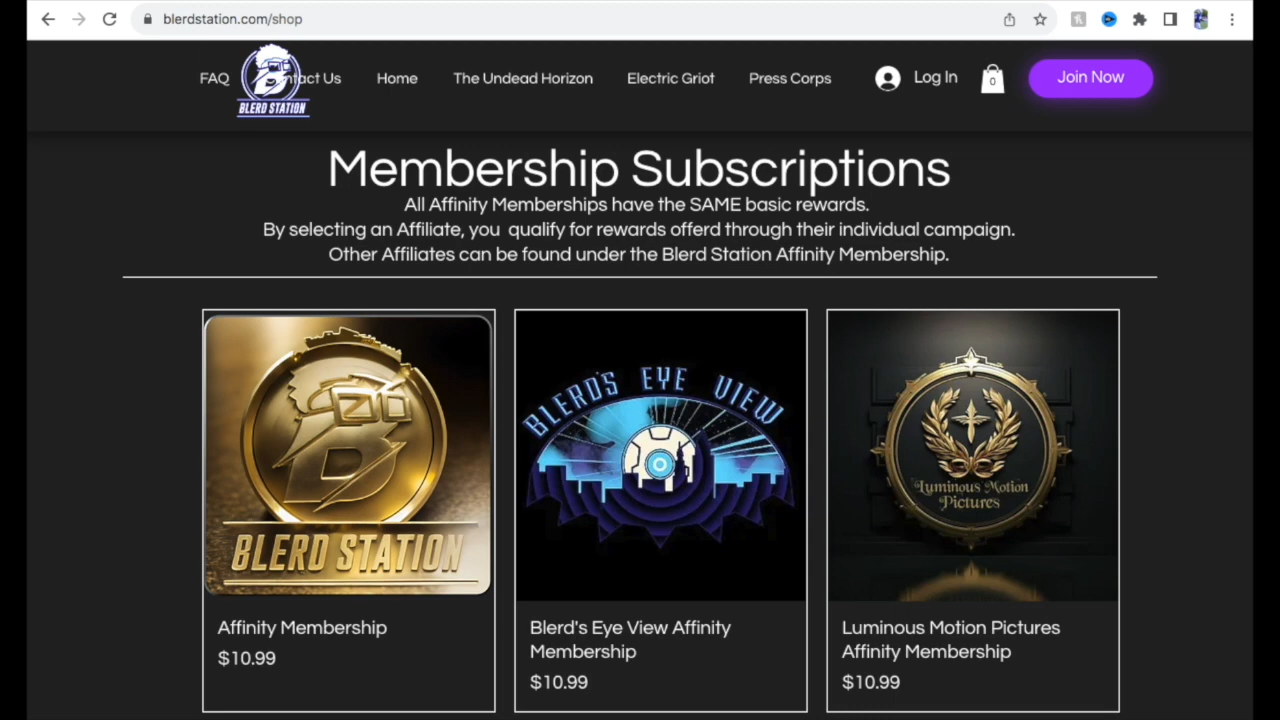 blerdstation.com/shop
FAQ
ntact Us
Home
The Undead Horizon
Electric Griot
Press Corps
Log In
0
Join Now
BLERD STATION
Membership Subscriptions
All Affinity Memberships have the SAME basic rewards.
By selecting an Affiliate, you qualify for rewards offerd through their individual campaign.
Other Affiliates can be found under the Blerd Station Affinity Membership.
B
BLERD STATION
BLERD'S EYE VIEW
Luminous Motion
Pictures
Affinity Membership
$10.99
Blerd's Eye View Affinity
Membership
$10.99
Luminous Motion Pictures
Affinity Membership
$10.99